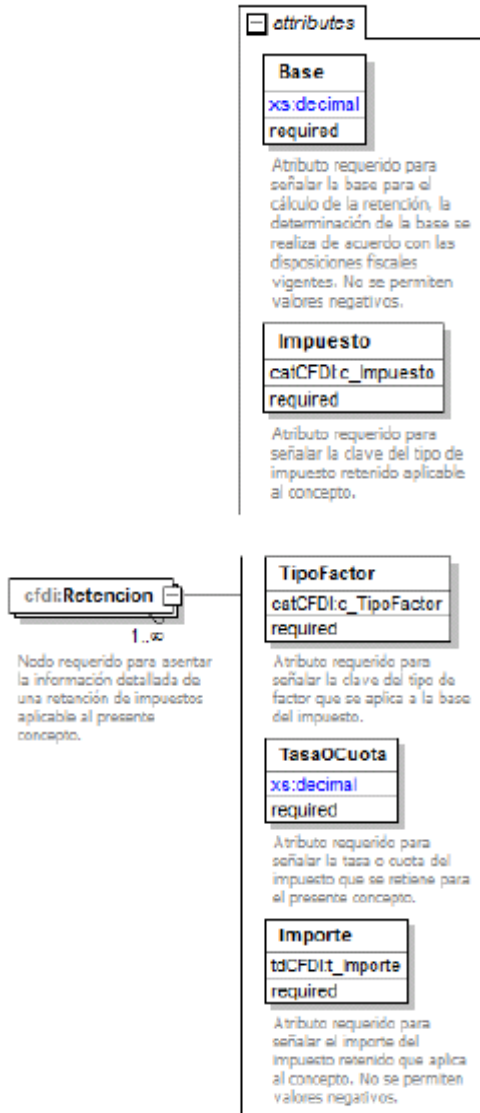 attributes
Base
xs:decimal
required
Atributo requerido para
señalar la base para el
cálculo de la retención, la
determinación de la base se
realiza de acuerdo con las
disposiciones fiscales
vigentes. No se permiten
valores negativos.
Impuesto
catCFDI:c_Impuesto
required
Atributo requerido para
señalar la clave del tipo de
impuesto retenido aplicable
al concepto.
cfdi:Retencion
1..∞
Nodo requerido para asentar
la información detallada de
una retención de impuestos
aplicable al presente
concepto.
TipoFactor
catCFDI:c_TipoFactor
required
Atributo requerido para
señalar la clave del tipo de
factor que se aplica a la base
del impuesto.
TasaOCuota
xs:decimal
required
Atributo requerido para
señalar la tasa o cuota del
impuesto que se retiene para
el presente concepto.
Importe
tdCFDI:t_Importe
required
Atributo requerido para
señalar el importe del
impuesto retenido que aplica
al concepto. No se permiten
valores negativos.